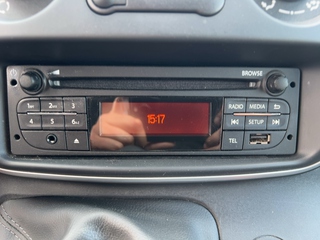 BROWSE
1 2 3
RADIO MEDIA
15:17
4 5 6
SETUP
TEL